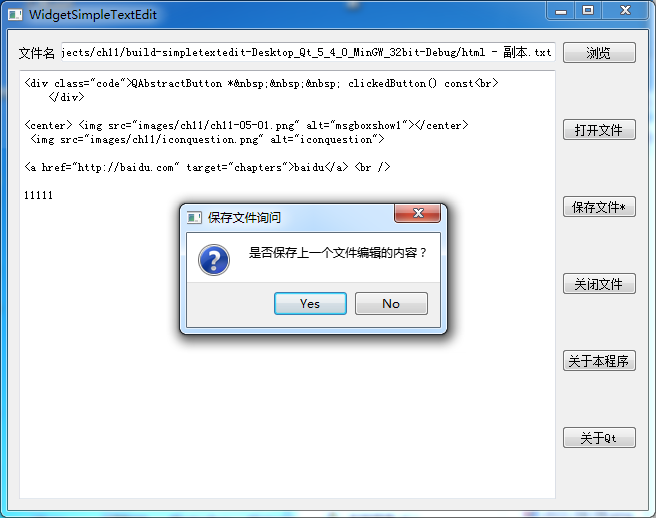 WidgetSimpleTextEdit
文件名 jects/ch11/build-simpletextedit-Desktop_Qt_5_4_0_MinGW_32bit-Debug/html - 副本.txt 浏览
<div class="code">QAbstractButton *&nbsp;&nbsp;&nbsp; clickedButton() const<br>
</div>
打开文件
<center> <img src="images/ch11/ch11-05-01.png" alt="msgboxshow1"></center>
<img src="images/ch11/iconquestion.png" alt="iconquestion">
<a href="http://baidu.com" target="chapters">baidu</a> <br />
11111
保存文件*
保存文件询问
是否保存上一个文件编辑的内容？
Yes No
关闭文件
关于本程序
关于Qt